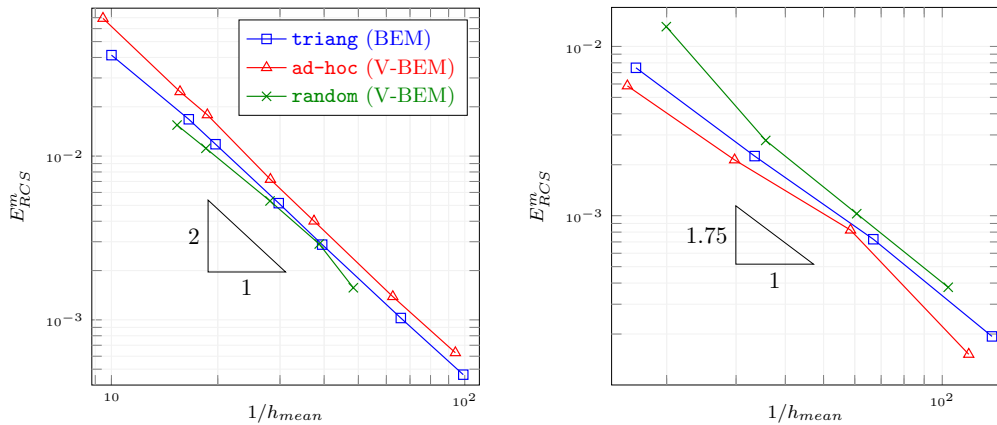 triang (BEM)
ad-hoc (V-BEM)
random (V-BEM)
10^{-2}
10^{-3}
E^{m}_{RCS}
2
1
10
10^{2}
1/h_{mean}
10^{-2}
10^{-3}
E^{m}_{RCS}
1.75
1
10^{2}
1/h_{mean}